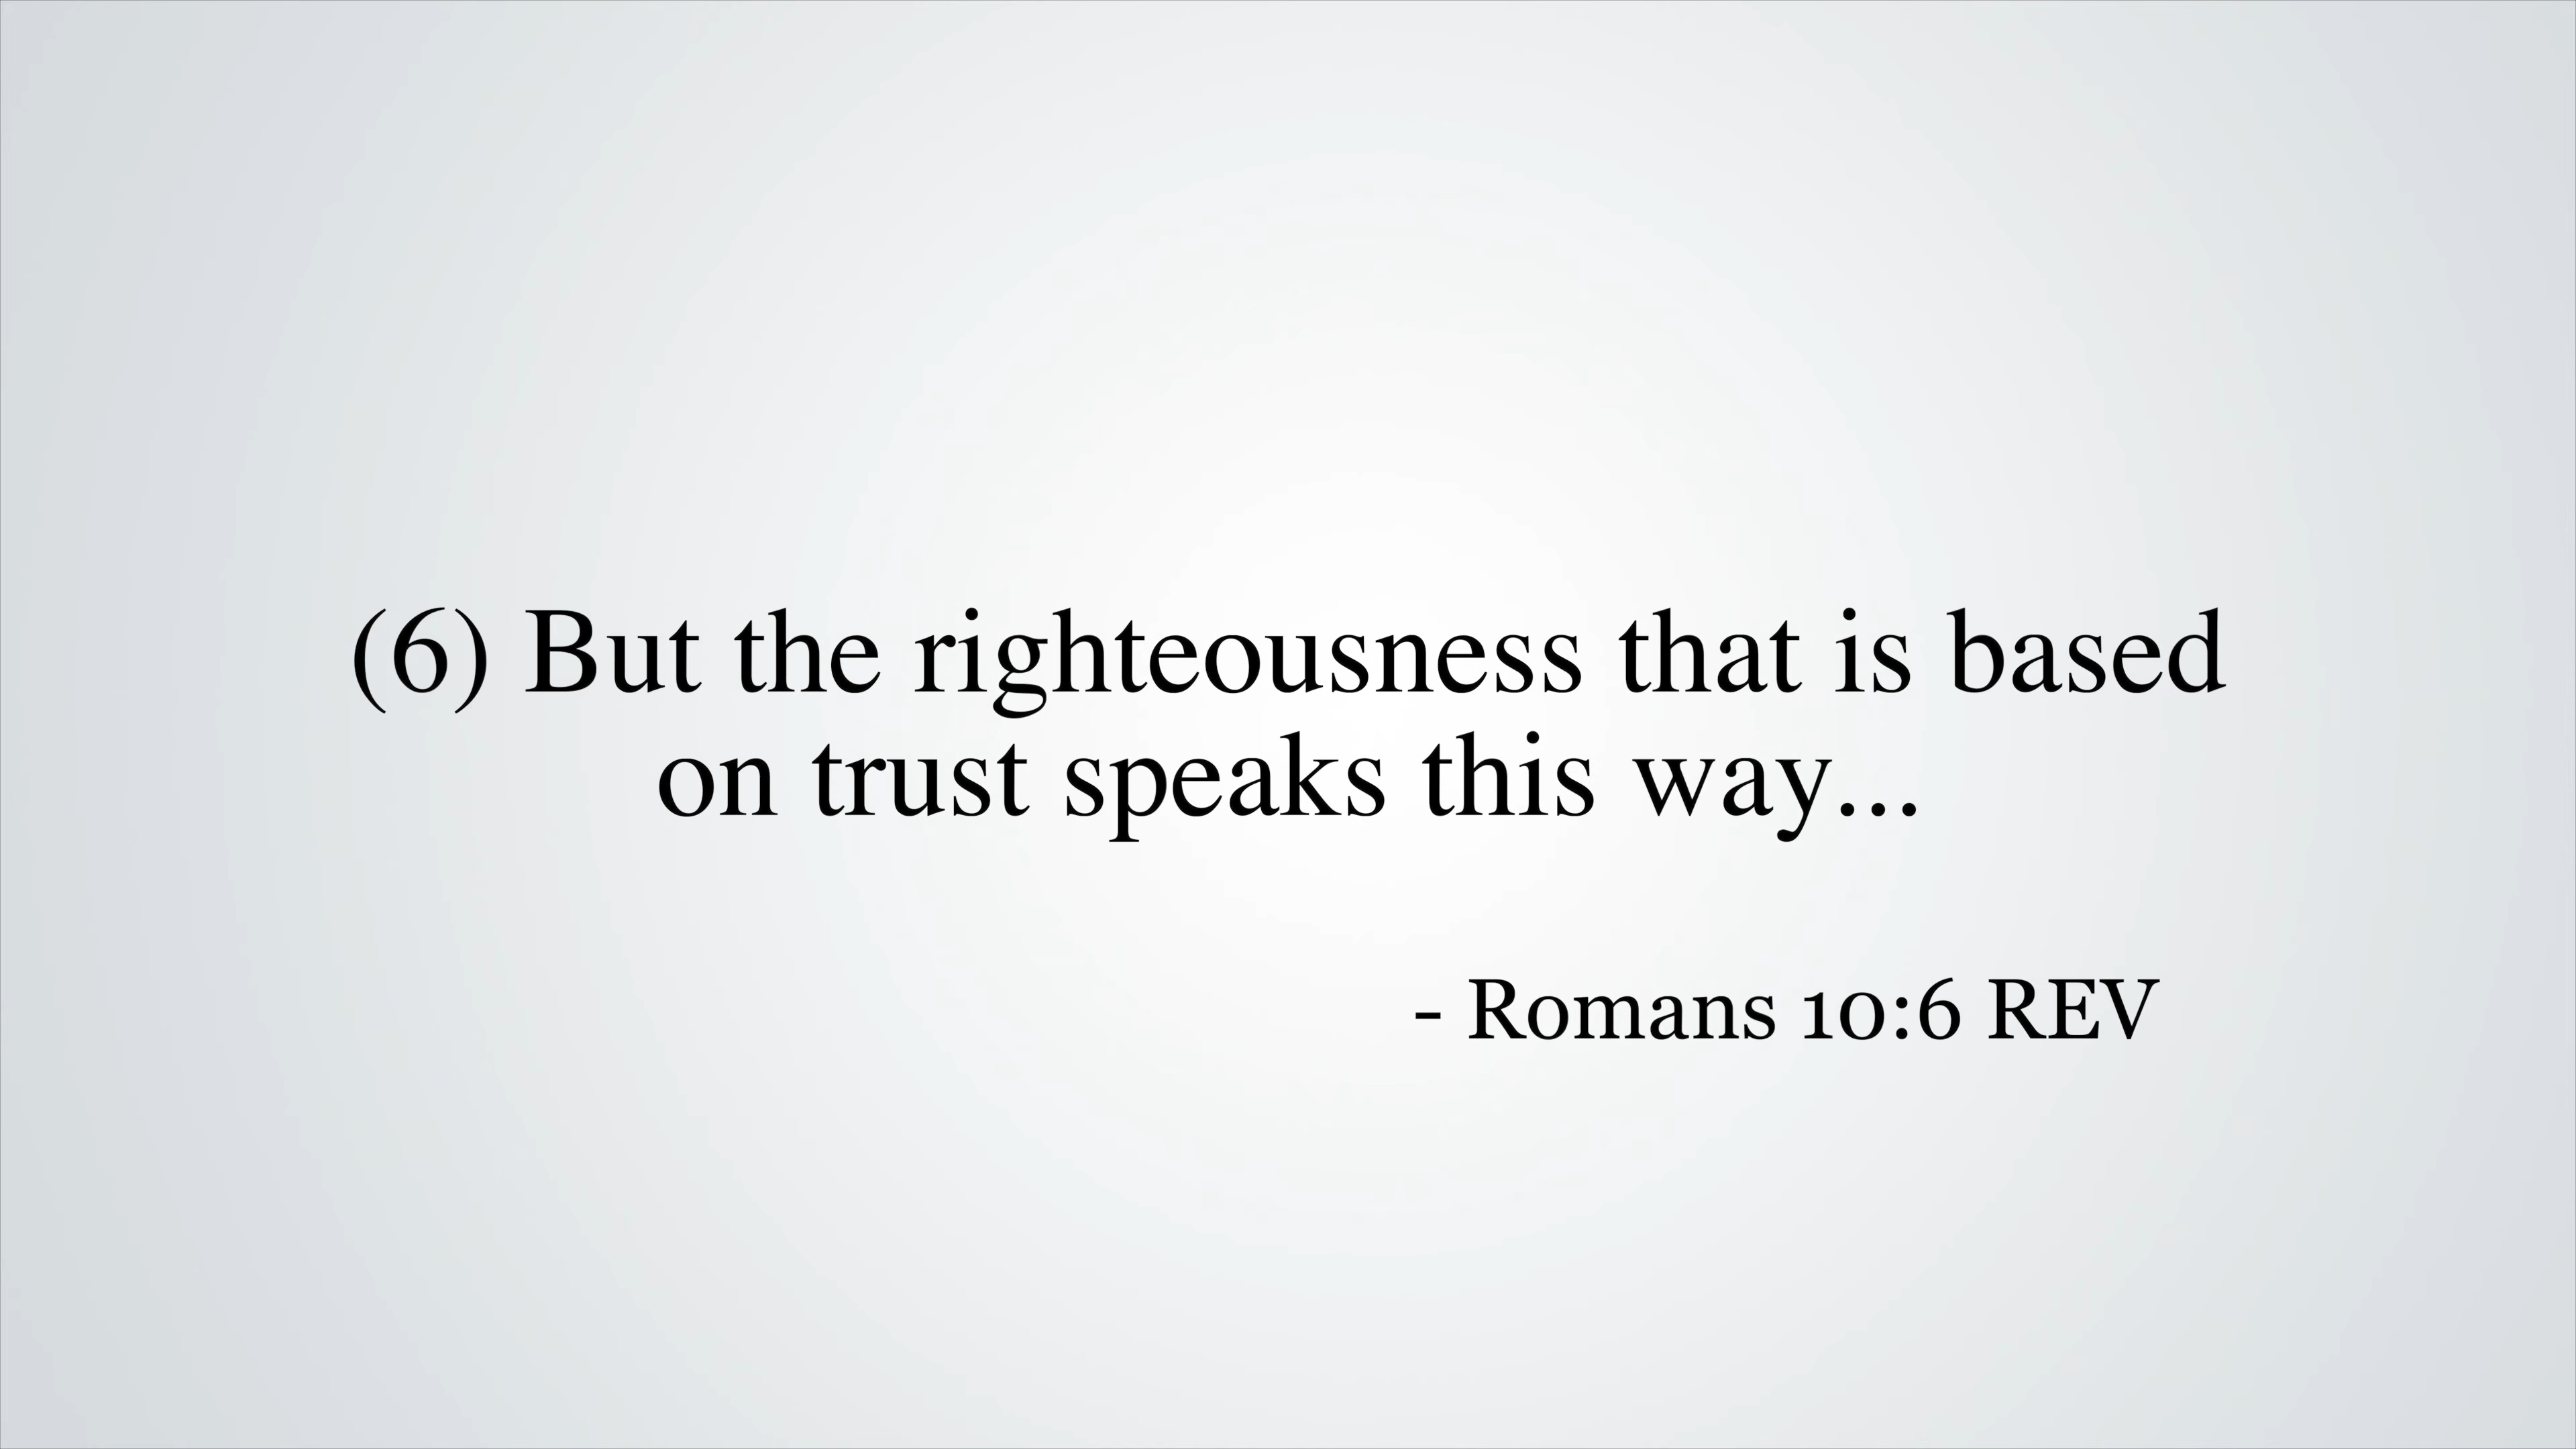 (6) But the righteousness that is based
on trust speaks this way...
- Romans 10:6 REV